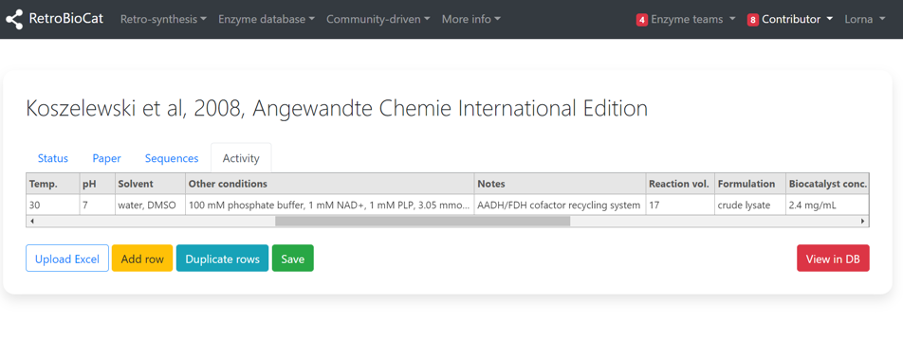 RetroBioCat Retro-synthesis Enzyme database Community-driven More info 4 Enzyme teams 8 Contributor Lorna
Koszelewski et al, 2008, Angewandte Chemie International Edition
Status Paper Sequences Activity
Temp. pH Solvent Other conditions Notes Reaction vol. Formulation Biocatalyst conc.
30 7 water, DMSO 100 mM phosphate buffer, 1 mM NAD+, 1 mM PLP, 3.05 mmo... AADH/FDH cofactor recycling system 17 crude lysate 2.4 mg/mL
Upload Excel Add row Duplicate rows Save View in DB